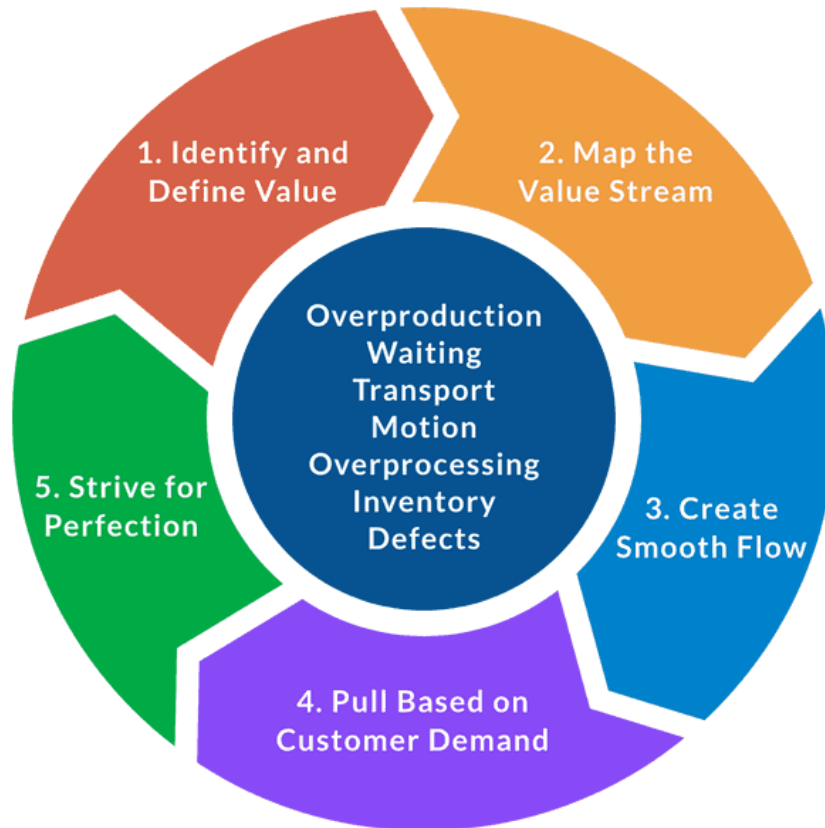 1. Identify and
Define Value
2. Map the
Value Stream
3. Create
Smooth Flow
4. Pull Based on
Customer Demand
5. Strive for
Perfection
Overproduction
Waiting
Transport
Motion
Overprocessing
Inventory
Defects